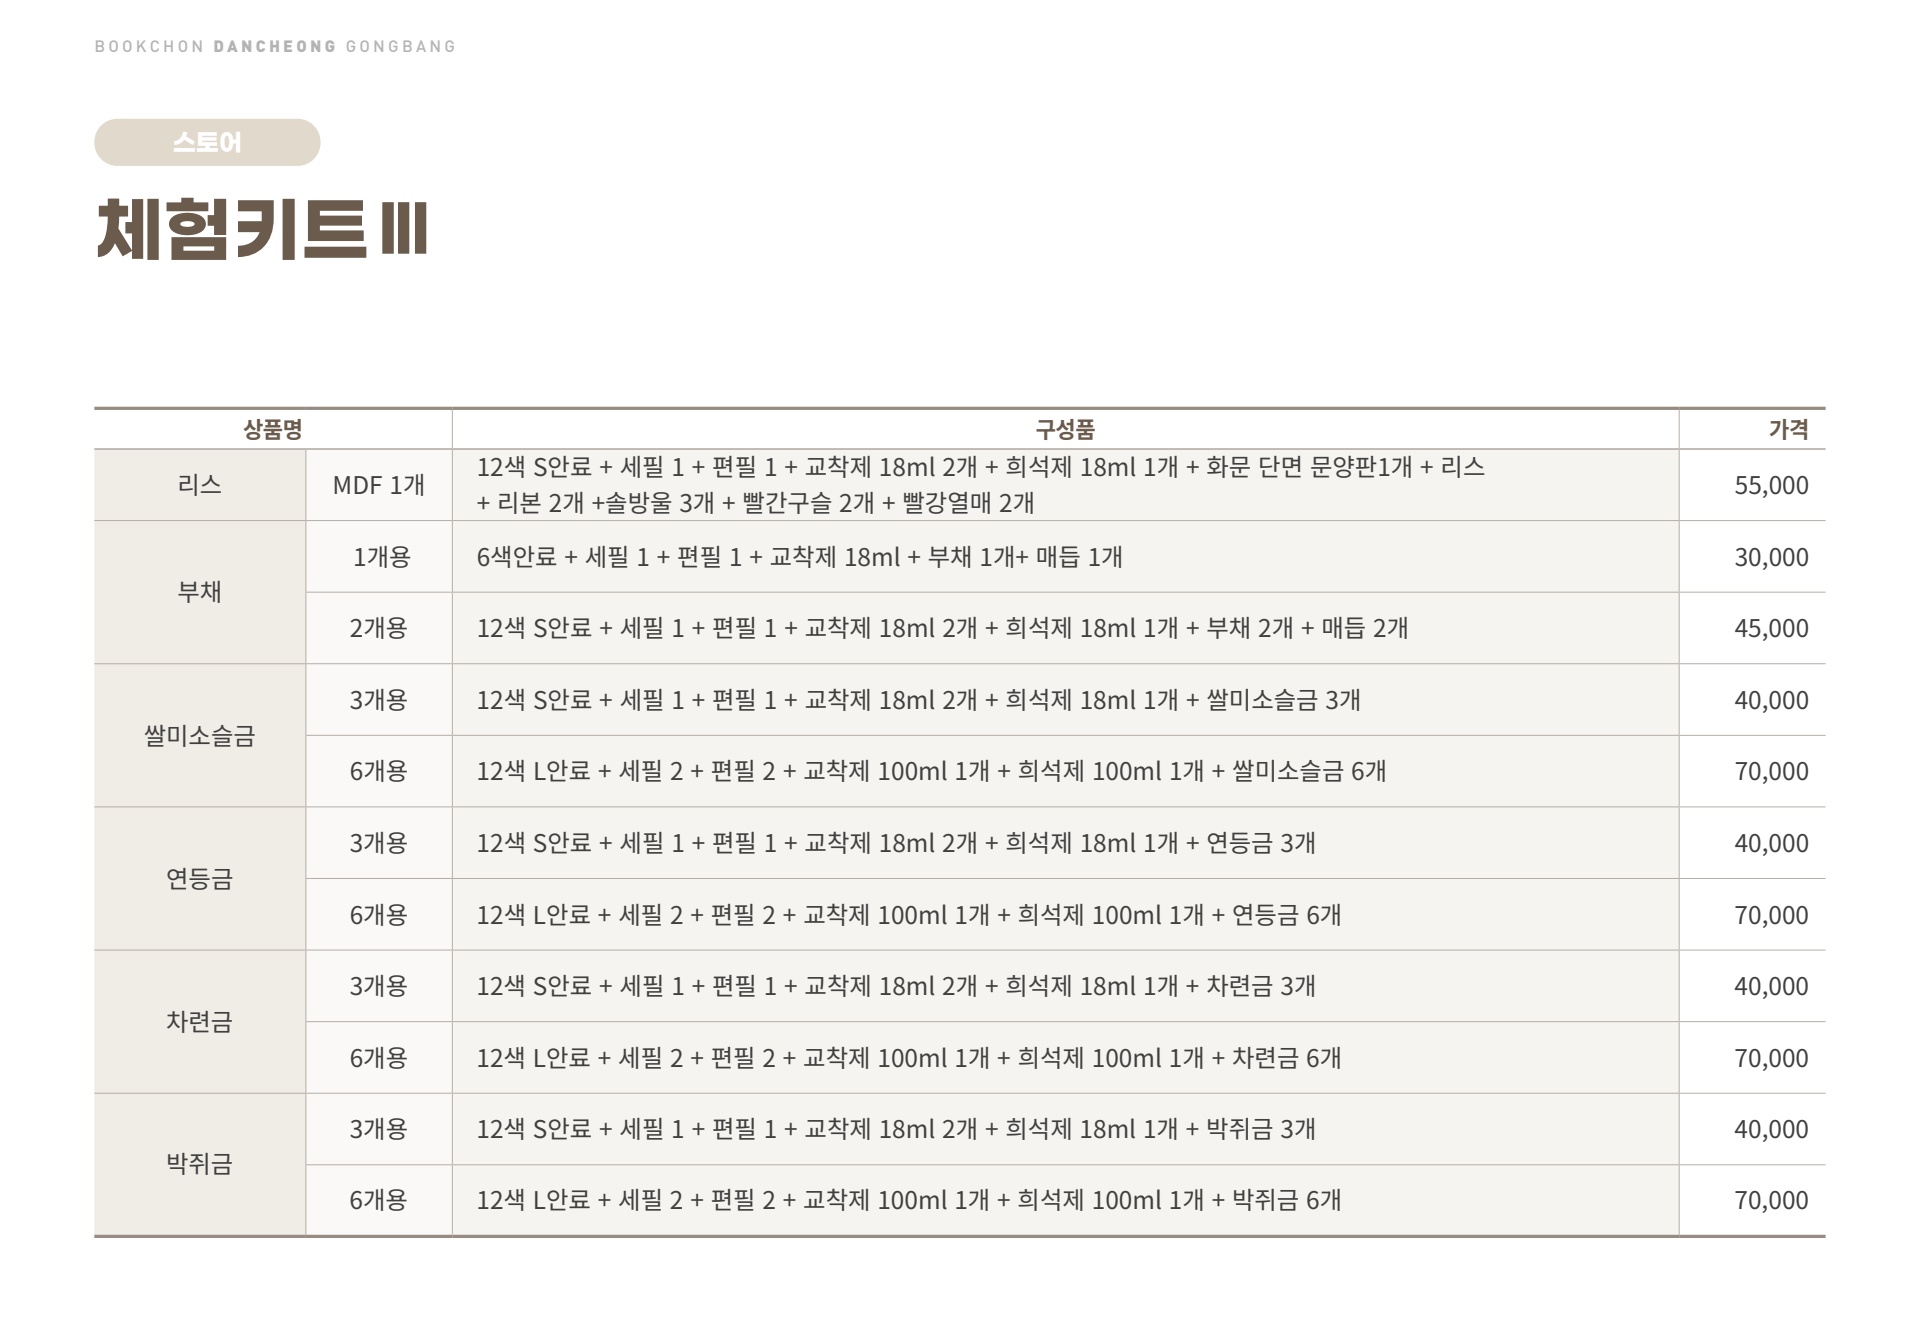 BOOKCHON DANCHEONG GONGBANG
스토어
체험키트 III
상품명 구성품 가격
리스 MDF 1개 12색 S안료 + 세필 1 + 편필 1 + 교착제 18ml 2개 + 희석제 18ml 1개 + 화문 단면 문양판1개 + 리스
+ 리본 2개 +솔방울 3개 + 빨간구슬 2개 + 빨강열매 2개 55,000
부채 1개용 6색안료 + 세필 1 + 편필 1 + 교착제 18ml + 부채 1개+ 매듭 1개 30,000
2개용 12색 S안료 + 세필 1 + 편필 1 + 교착제 18ml 2개 + 희석제 18ml 1개 + 부채 2개 + 매듭 2개 45,000
쌀미소슬금 3개용 12색 S안료 + 세필 1 + 편필 1 + 교착제 18ml 2개 + 희석제 18ml 1개 + 쌀미소슬금 3개 40,000
6개용 12색 L안료 + 세필 2 + 편필 2 + 교착제 100ml 1개 + 희석제 100ml 1개 + 쌀미소슬금 6개 70,000
연등금 3개용 12색 S안료 + 세필 1 + 편필 1 + 교착제 18ml 2개 + 희석제 18ml 1개 + 연등금 3개 40,000
6개용 12색 L안료 + 세필 2 + 편필 2 + 교착제 100ml 1개 + 희석제 100ml 1개 + 연등금 6개 70,000
차련금 3개용 12색 S안료 + 세필 1 + 편필 1 + 교착제 18ml 2개 + 희석제 18ml 1개 + 차련금 3개 40,000
6개용 12색 L안료 + 세필 2 + 편필 2 + 교착제 100ml 1개 + 희석제 100ml 1개 + 차련금 6개 70,000
박쥐금 3개용 12색 S안료 + 세필 1 + 편필 1 + 교착제 18ml 2개 + 희석제 18ml 1개 + 박쥐금 3개 40,000
6개용 12색 L안료 + 세필 2 + 편필 2 + 교착제 100ml 1개 + 희석제 100ml 1개 + 박쥐금 6개 70,000